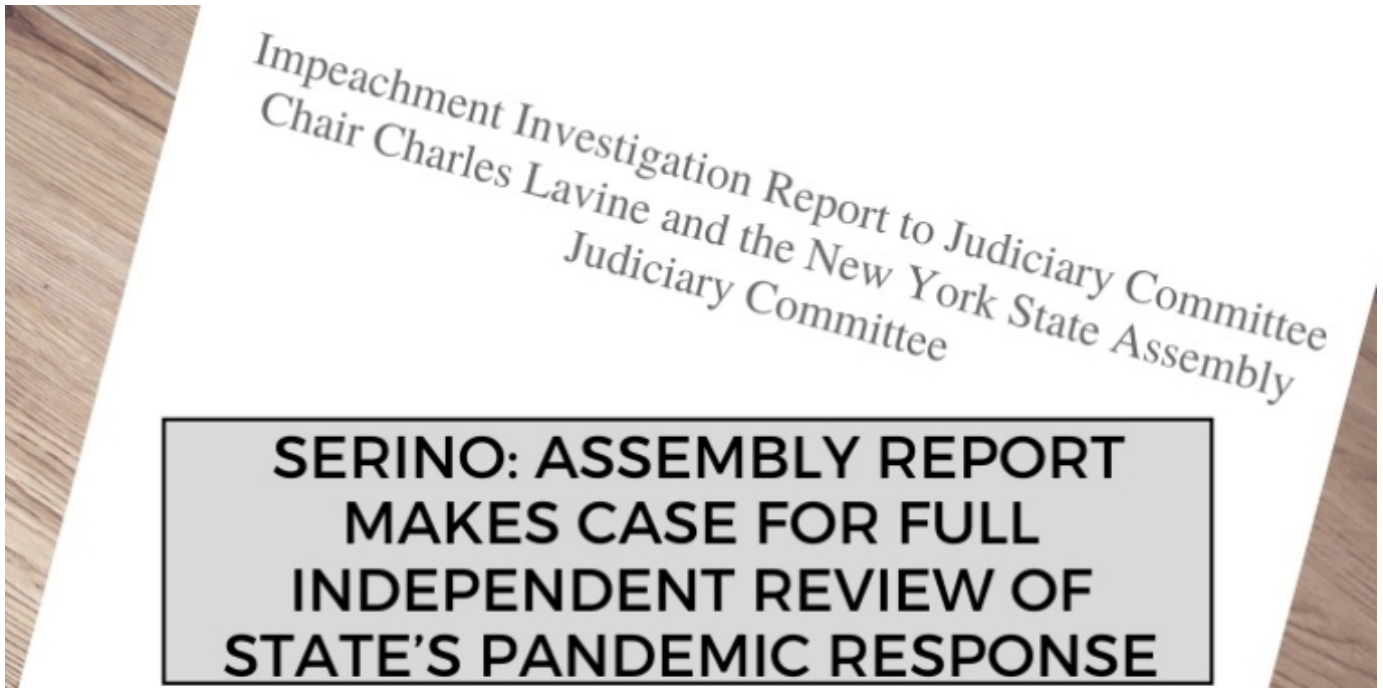 Impeachment Investigation Report to Judiciary Committee
Chair Charles Lavine and the New York State Assembly
Judiciary Committee
SERINO: ASSEMBLY REPORT
MAKES CASE FOR FULL
INDEPENDENT REVIEW OF
STATE'S PANDEMIC RESPONSE